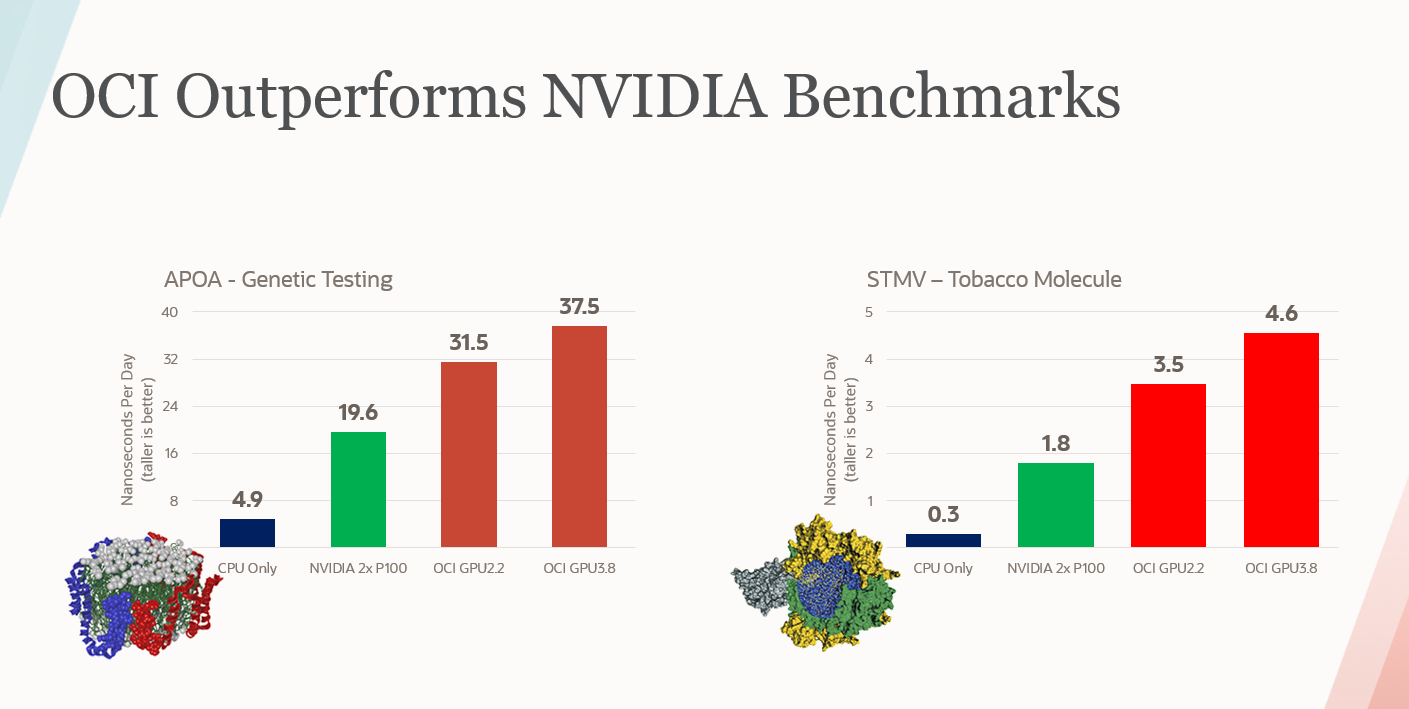 OCI Outperforms NVIDIA Benchmarks
APOA - Genetic Testing
Nanoseconds Per Day
(taller is better)
40
32
24
16
8
4.9
19.6
31.5
37.5
CPU Only
NVIDIA 2x P100
OCI GPU2.2
OCI GPU3.8
STMV – Tobacco Molecule
Nanoseconds Per Day
(taller is better)
5
4
3
2
1
0.3
1.8
3.5
4.6
CPU Only
NVIDIA 2x P100
OCI GPU2.2
OCI GPU3.8